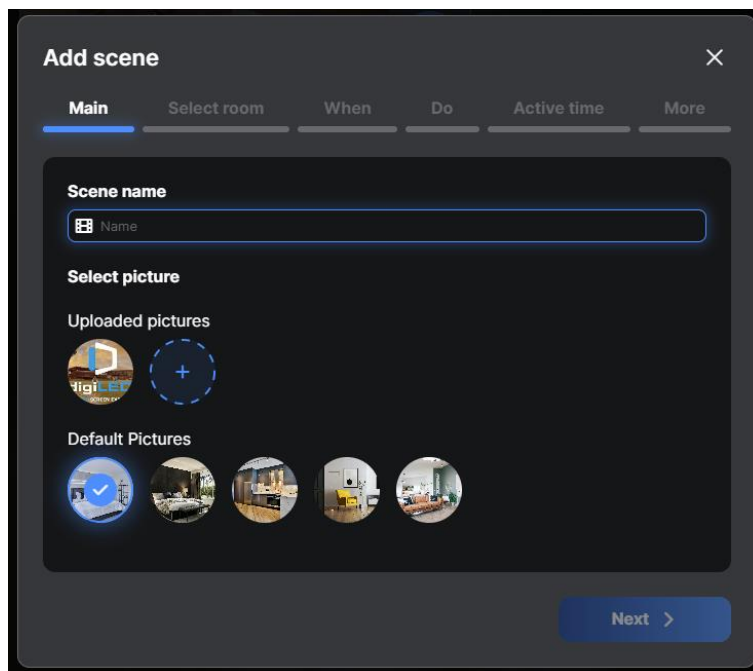 Add scene
Main Select room When Do Active time More
Scene name
Name
Select picture
Uploaded pictures
digiLED
Default Pictures
Next